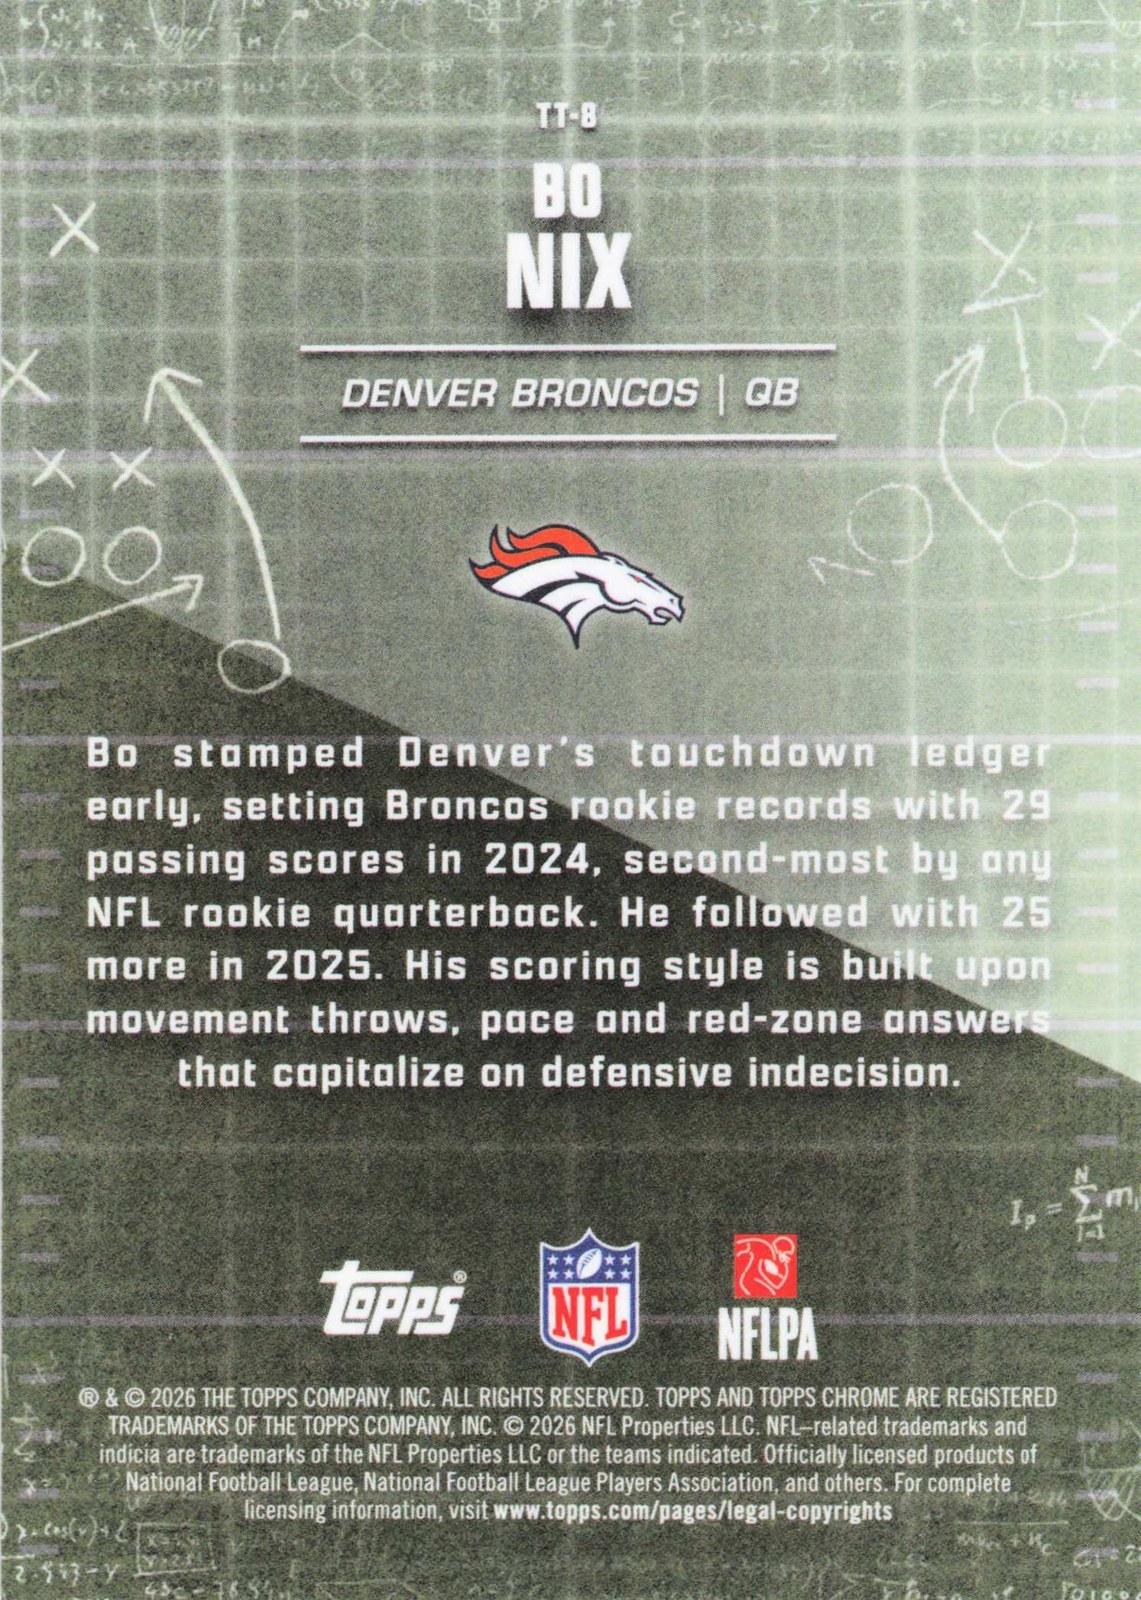 TT-8
BO
NIX
DENVER BRONCOS | QB
Bo stamped Denver's touchdown ledger
early, setting Broncos rookie records with 29
passing scores in 2024, second-most by any
NFL rookie quarterback. He followed with 25
more in 2025. His scoring style is built upon
movement throws, pace and red-zone answers
that capitalize on defensive indecision.
Topps®
NFL
NFLPA
® & © 2026 THE TOPPS COMPANY, INC. ALL RIGHTS RESERVED. TOPPS AND TOPPS CHROME ARE REGISTERED
TRADEMARKS OF THE TOPPS COMPANY, INC. © 2026 NFL Properties LLC. NFL–related trademarks and
indicia are trademarks of the NFL Properties LLC or the teams indicated. Officially licensed products of
National Football League, National Football League Players Association, and others. For complete
licensing information, visit www.topps.com/pages/legal-copyrights